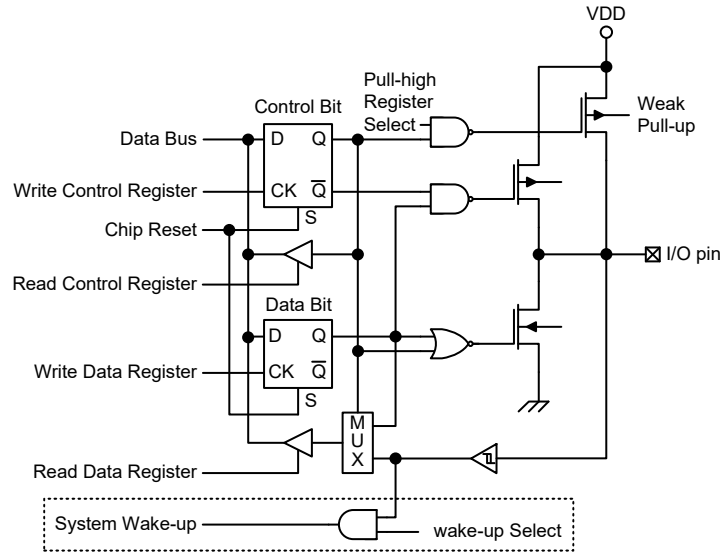 VDD
Pull-high
Register
Select
Weak
Pull-up
Control Bit
Data Bus
D
Q
Write Control Register
CK
Q̅
S
Chip Reset
I/O pin
Read Control Register
Data Bit
D
Q
Write Data Register
CK
Q̅
S
M
U
X
Read Data Register
System Wake-up
wake-up Select